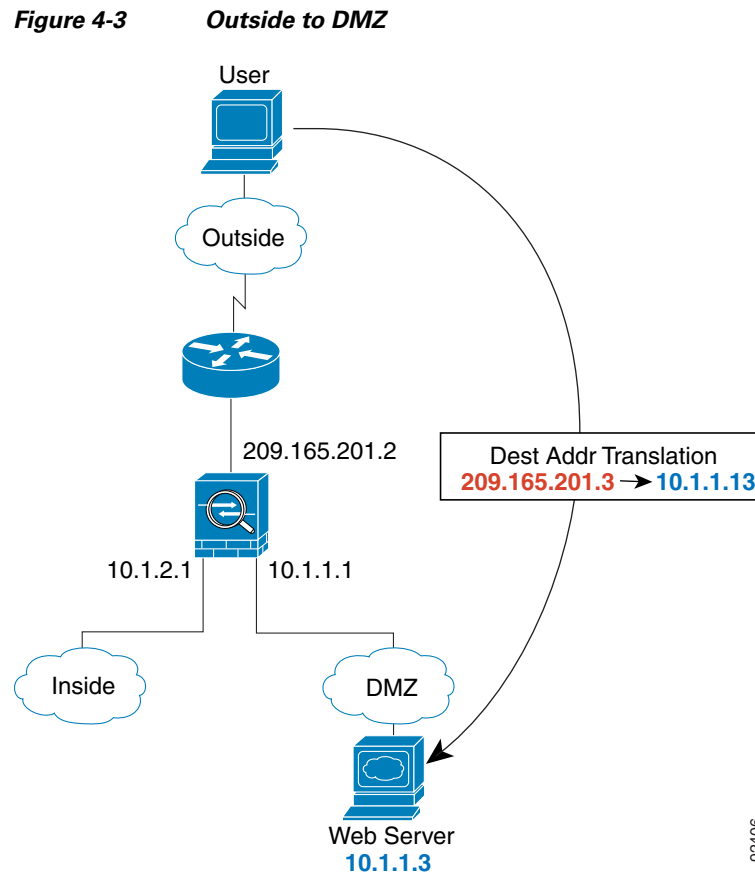 Figure 4-3 Outside to DMZ
User
Outside
209.165.201.2
Dest Addr Translation
209.165.201.3 → 10.1.1.13
10.1.2.1
10.1.1.1
Inside
DMZ
Web Server
10.1.1.3